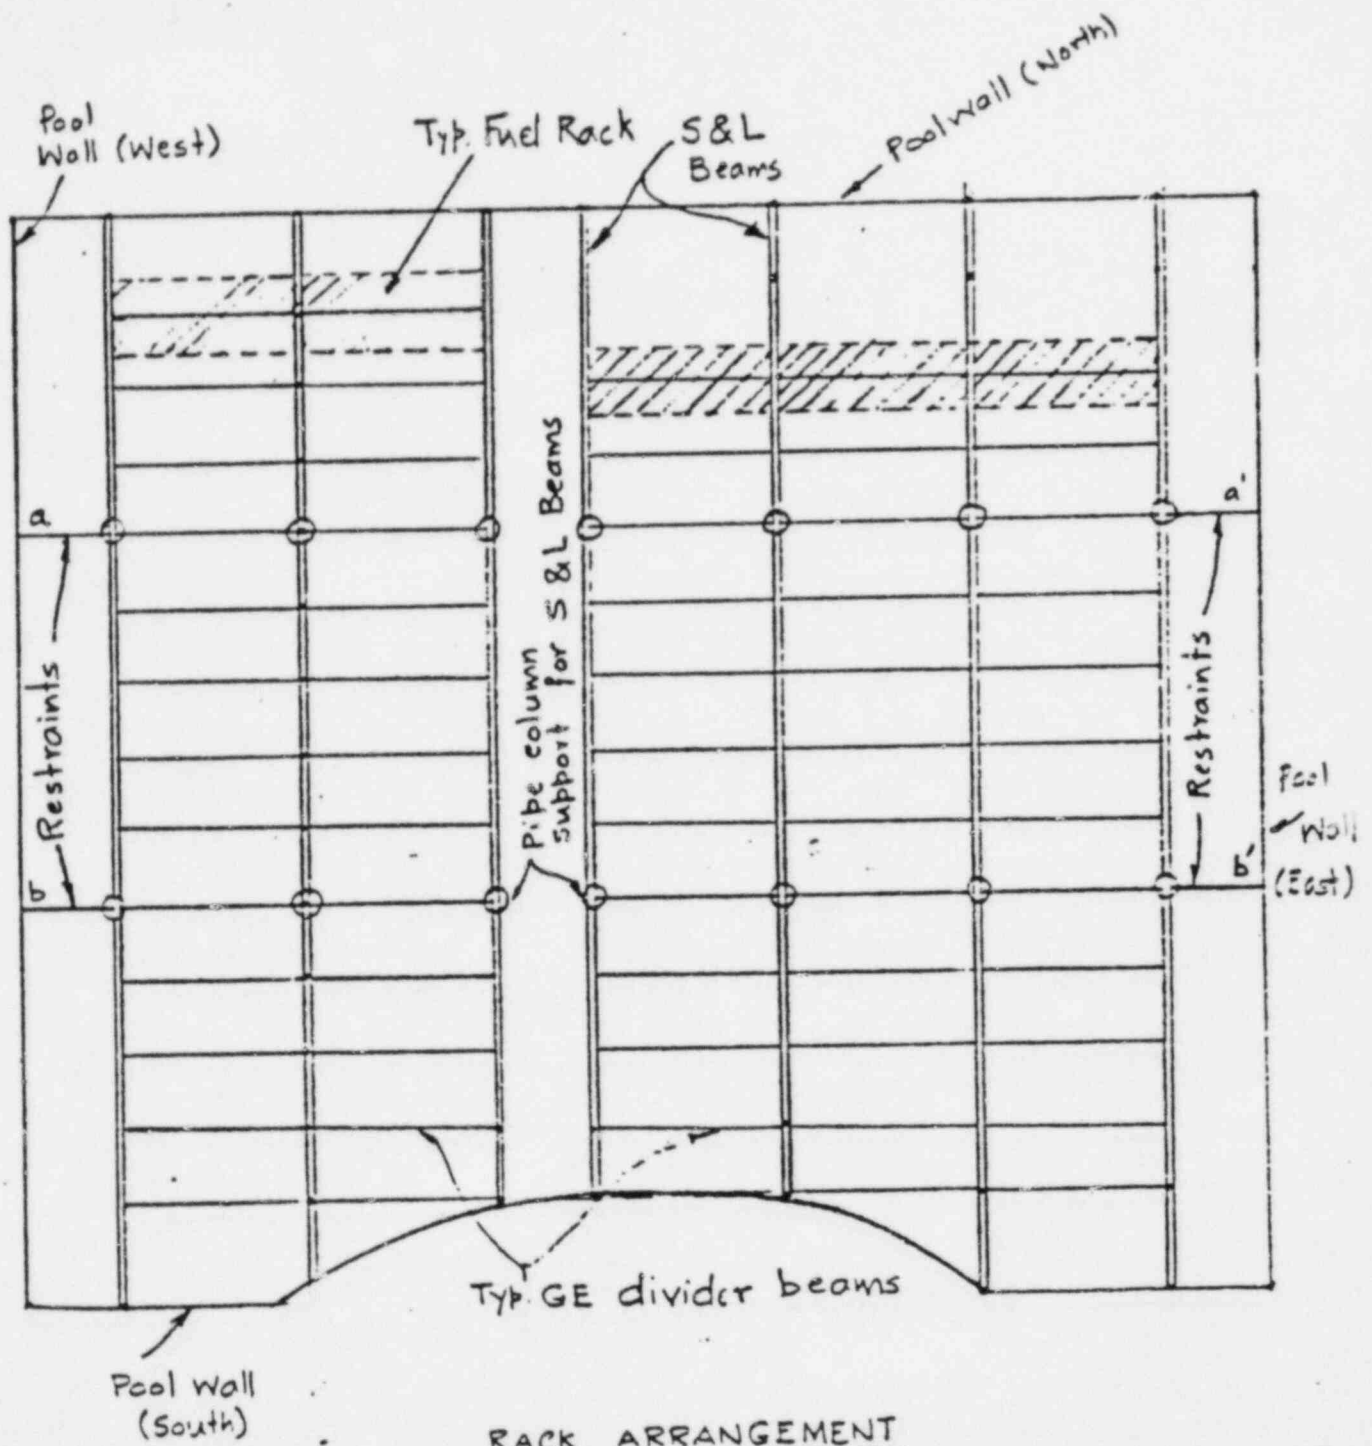 Pool
Wall (West)
Typ. Fuel Rack
S&L
Beams
Pool wall (North)
a
a'
Restraints
Pipe column
support for S & L Beams
Restraints
Pool
Wall
(East)
b
b'
Typ. GE divider beams
Pool Wall
(South)
RACK ARRANGEMENT